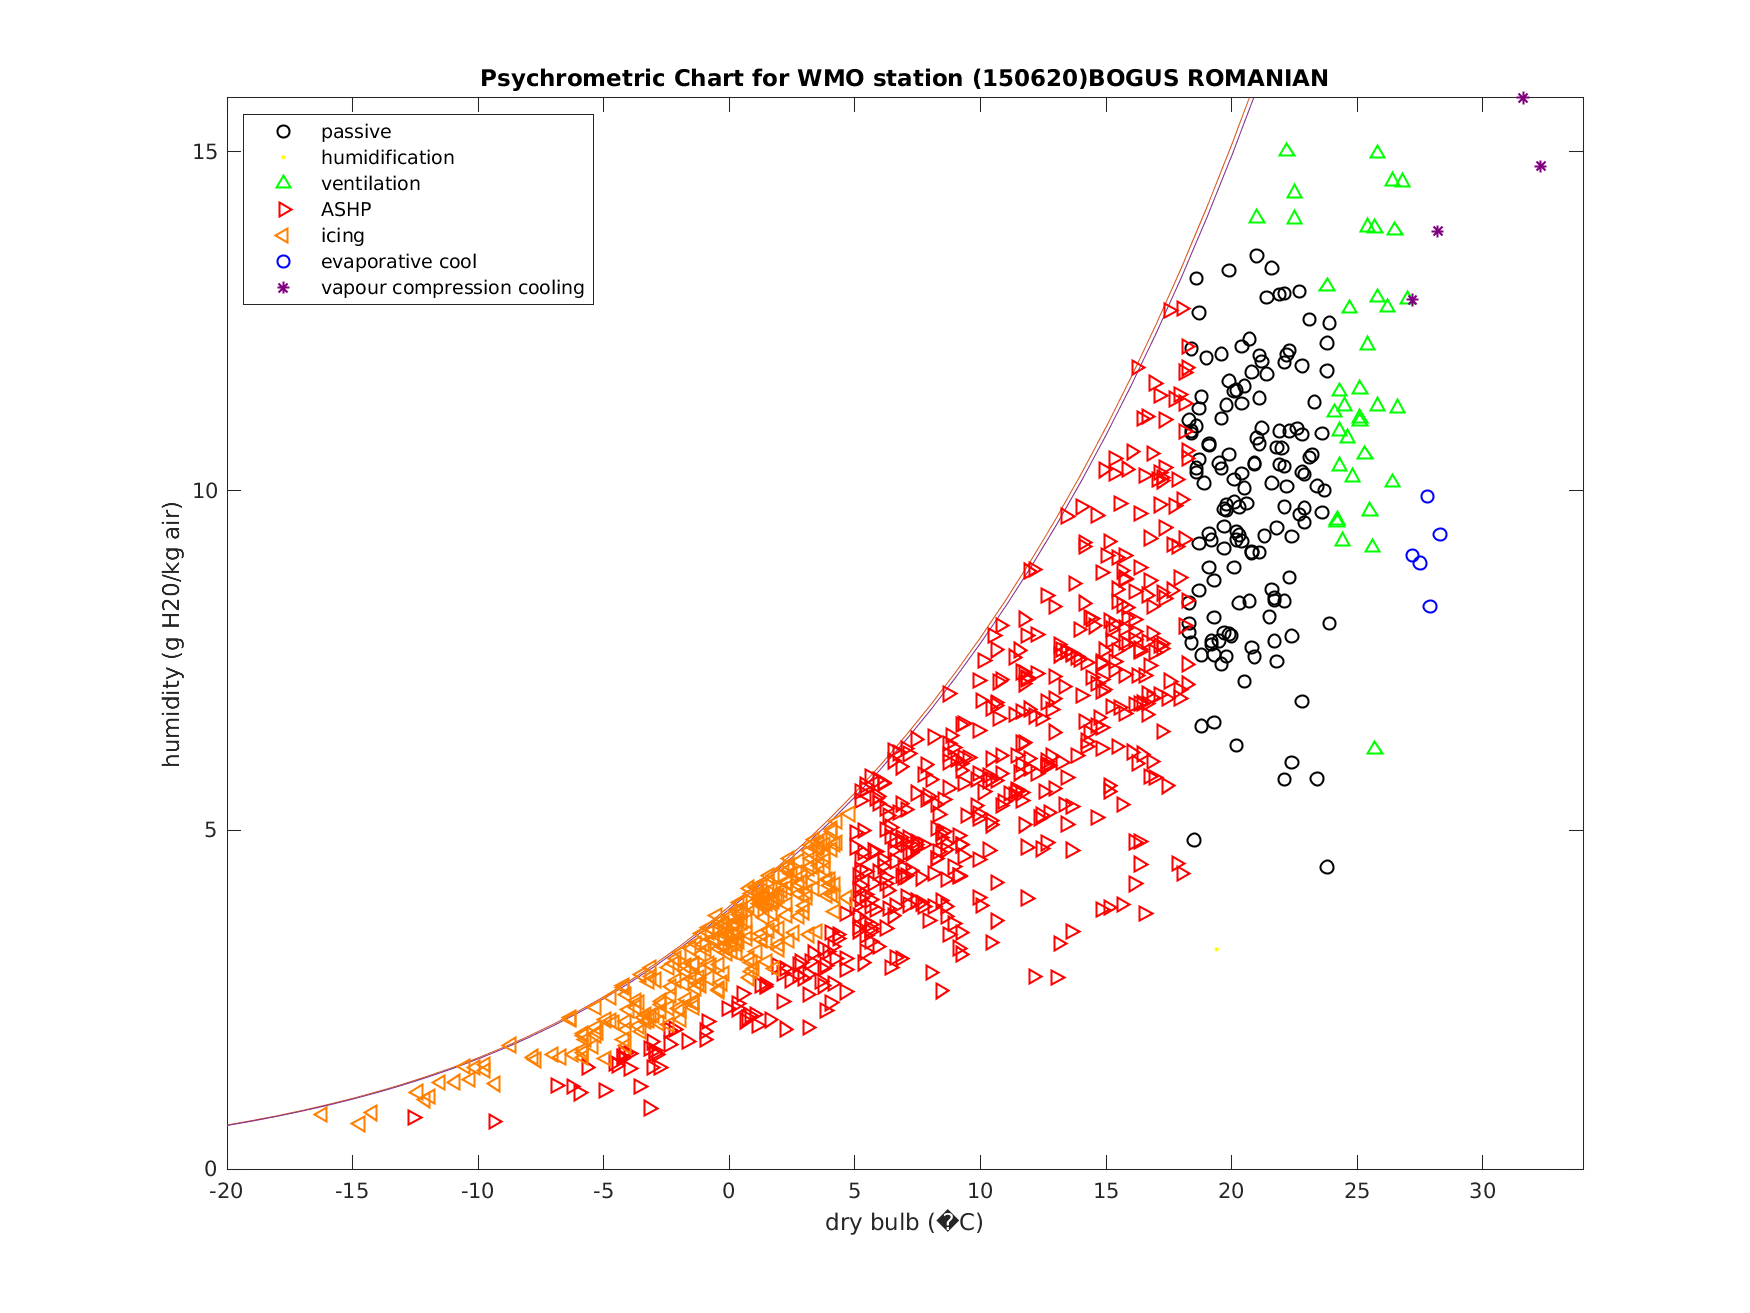 Psychrometric Chart for WMO station (150620)BOGUS ROMANIAN
passive
humidification
ventilation
ASHP
icing
evaporative cool
vapour compression cooling
15
10
5
0
humidity (g H20/kg air)
-20 -15 -10 -5 0 5 10 15 20 25 30
dry bulb (�C)